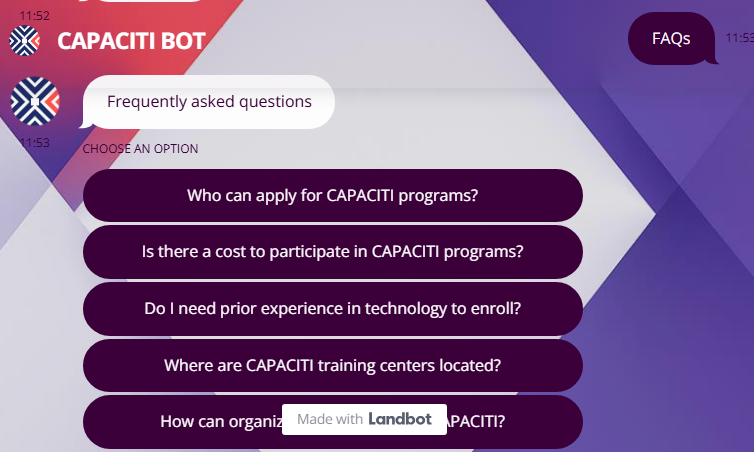 11:52
CAPACITI BOT
FAQs
11:53
Frequently asked questions
11:53
CHOOSE AN OPTION
Who can apply for CAPACITI programs?
Is there a cost to participate in CAPACITI programs?
Do I need prior experience in technology to enroll?
Where are CAPACITI training centers located?
How can APACITI?
Made with Landbot